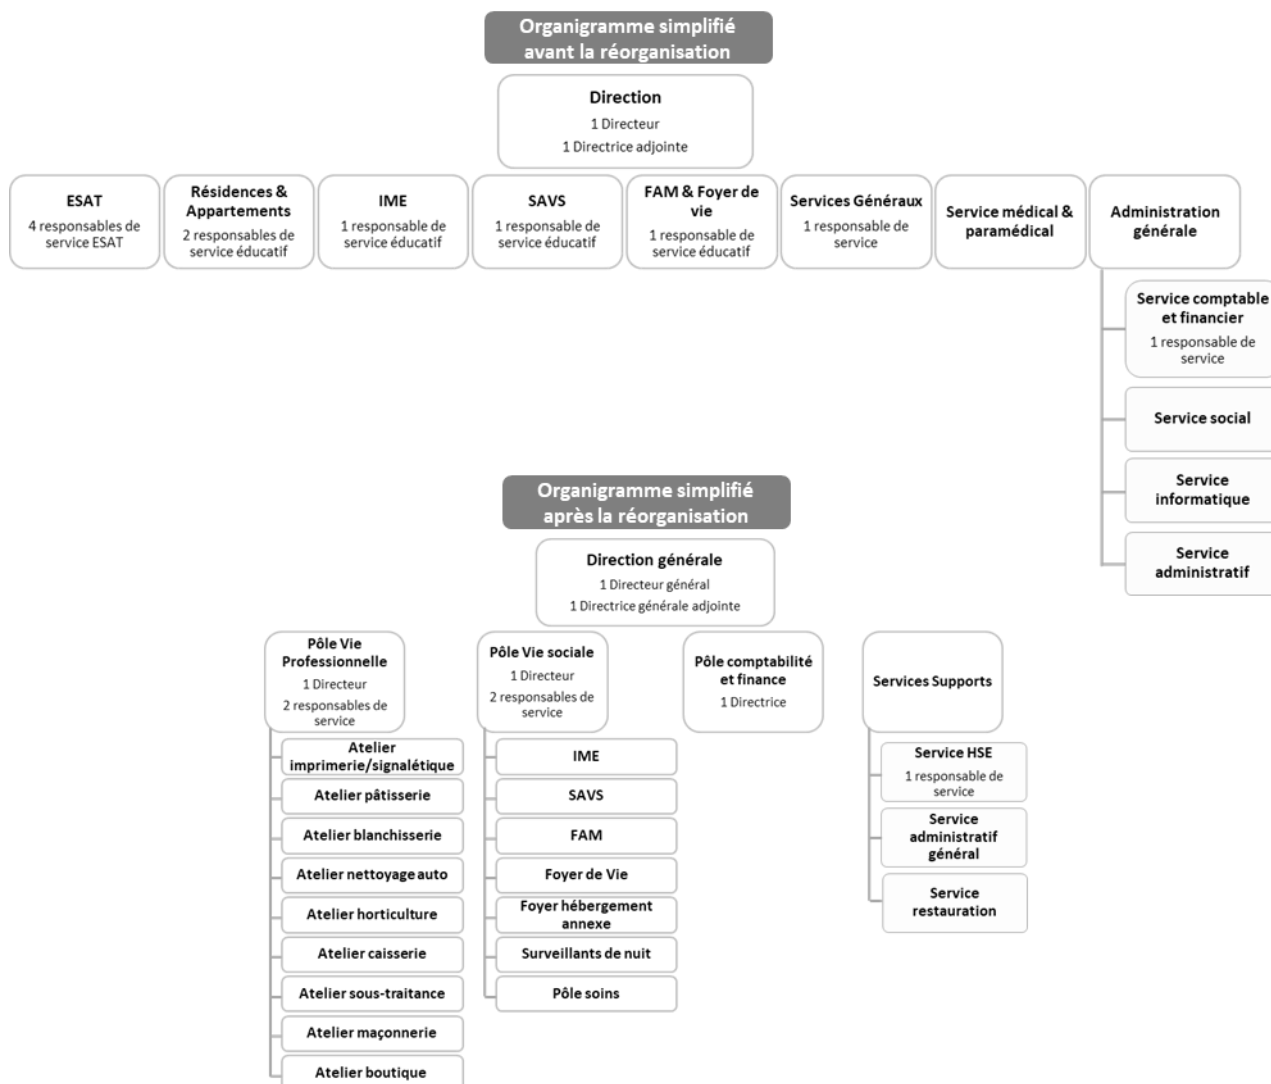 Organigramme simplifié
avant la réorganisation
Direction
1 Directeur
1 Directrice adjointe
ESAT
4 responsables de
service ESAT
Résidences &
Appartements
2 responsables de
service éducatif
IME
1 responsable de
service éducatif
SAVS
1 responsable de
service éducatif
FAM & Foyer de
vie
1 responsable de
service éducatif
Services Généraux
1 responsable de
service
Service médical &
paramédical
Administration
générale
Service comptable
et financier
1 responsable de
service
Service social
Service
informatique
Service
administratif
Organigramme simplifié
après la réorganisation
Direction générale
1 Directeur général
1 Directrice générale adjointe
Pôle Vie
Professionnelle
1 Directeur
2 responsables de
service
Atelier
imprimerie/signalétique
Atelier pâtisserie
Atelier blanchisserie
Atelier nettoyage auto
Atelier horticulture
Atelier caisserie
Atelier sous-traitance
Atelier maçonnerie
Atelier boutique
Pôle Vie sociale
1 Directeur
2 responsables de
service
IME
SAVS
FAM
Foyer de Vie
Foyer hébergement
annexe
Surveillants de nuit
Pôle soins
Pôle comptabilité
et finance
1 Directrice
Services Supports
Service HSE
1 responsable de
service
Service
administratif
général
Service
restauration